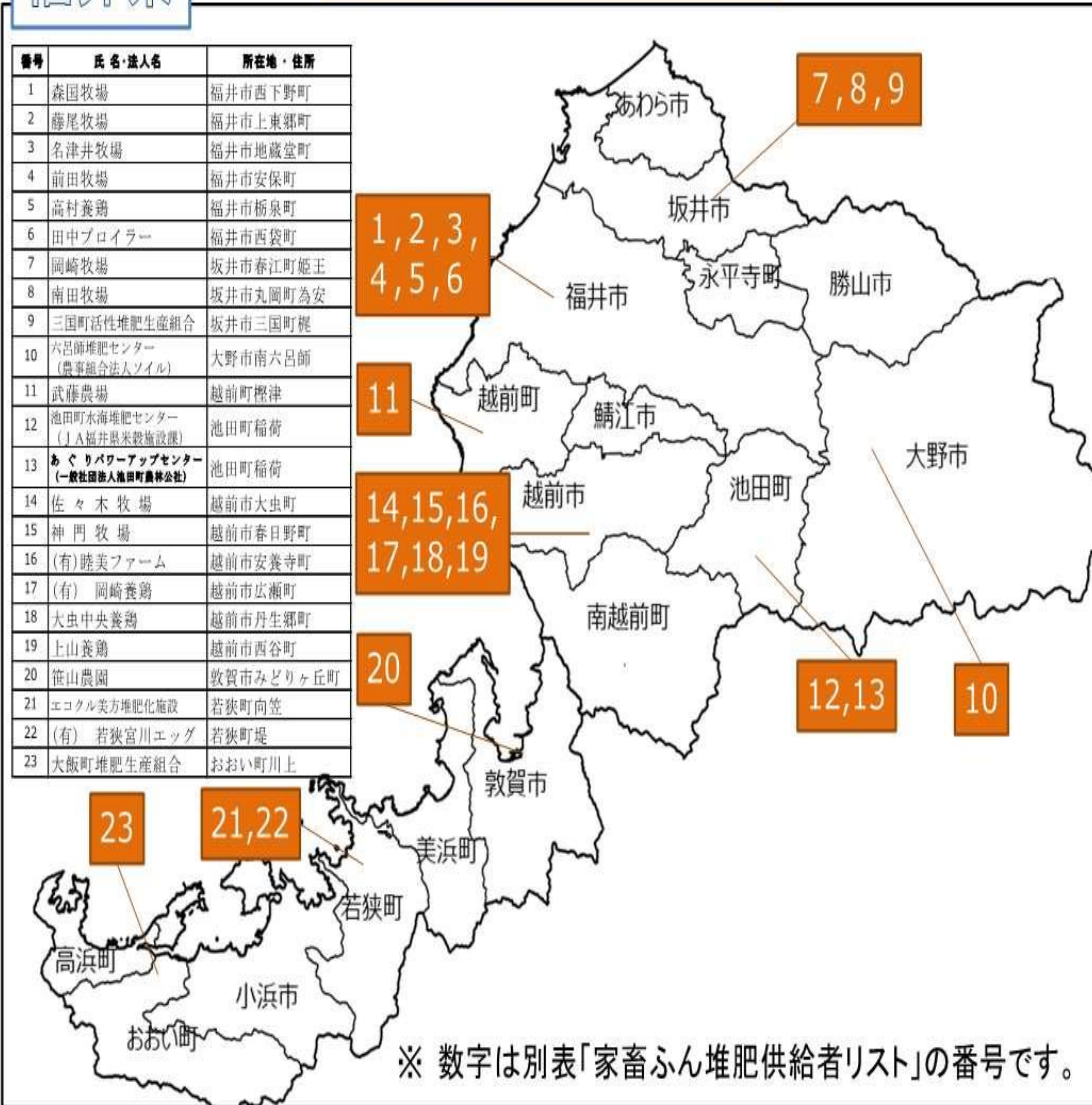 番号 氏 名・法人名 所在地・住所
1 森国牧場 福井市西下野町
2 藤尾牧場 福井市上東郷町
3 名津井牧場 福井市地蔵堂町
4 前田牧場 福井市安保町
5 高村養鶏 福井市栃泉町
6 田中ブロイラー 福井市西袋町
7 岡崎牧場 坂井市春江町姫王
8 南田牧場 坂井市丸岡町為安
9 三国町活性堆肥生産組合 坂井市三国町梶
10 六呂師堆肥センター
(農事組合法人ソイル) 大野市南六呂師
11 武藤農場 越前町樫津
12 池田町水海堆肥センター
(JA福井県米穀施設課) 池田町稲荷
13 あぐりパワーアップセンター
(一般社団法人池田町農林公社) 池田町稲荷
14 佐々木牧場 越前市大虫町
15 神門牧場 越前市春日野町
16 (有)睦美ファーム 越前市安養寺町
17 (有) 岡崎養鶏 越前市広瀬町
18 大虫中央養鶏 越前市丹生郷町
19 上山養鶏 越前市西谷町
20 笹山農園 敦賀市みどりヶ丘町
21 エコクル美方堆肥化施設 若狭町向笠
22 (有) 若狭宮川エッグ 若狭町堤
23 大飯町堆肥生産組合 おおい町川上
あわら市
7,8,9
坂井市
1,2,3,
4,5,6
福井市
永平寺町
勝山市
11
越前町
鯖江市
大野市
14,15,16,
17,18,19
越前市
池田町
南越前町
20
12,13
10
敦賀市
23
21,22
美浜町
若狭町
高浜町
小浜市
おおい町
※ 数字は別表「家畜ふん堆肥供給者リスト」の番号です。